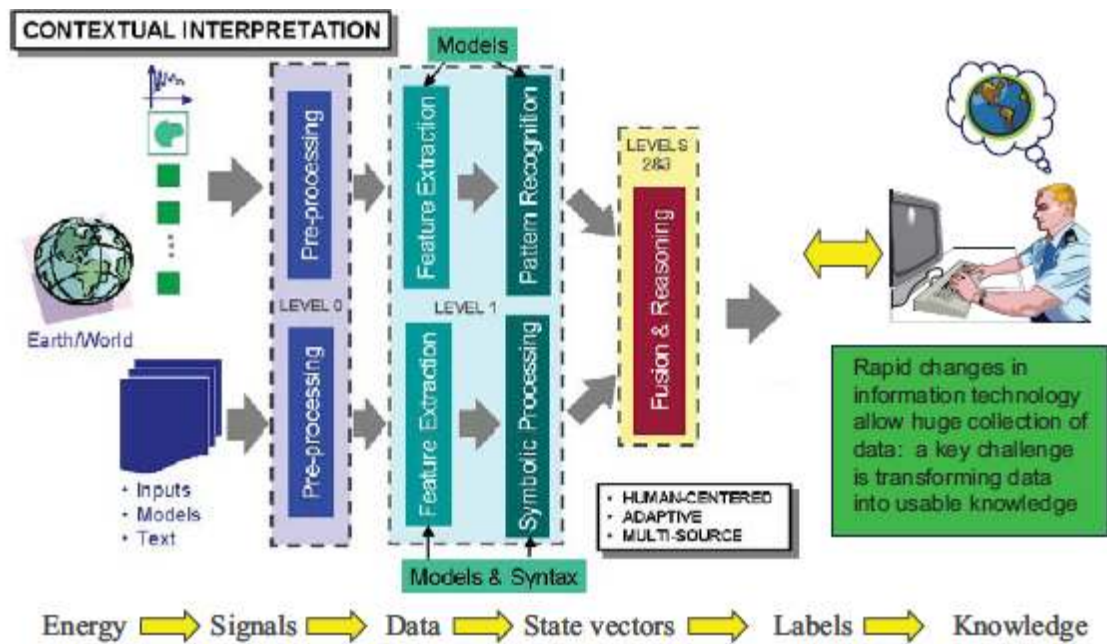 CONTEXTUAL INTERPRETATION
Models
Pre-processing
Feature Extraction
Pattern Recognition
LEVELS
2&3
Fusion & Reasoning
LEVEL 0
LEVEL 1
Earth/World
Pre-processing
Feature Extraction
Symbolic Processing
• Inputs
• Models
• Text
Models & Syntax
• HUMAN-CENTERED
• ADAPTIVE
• MULTI-SOURCE
Rapid changes in
information technology
allow huge collection of
data: a key challenge
is transforming data
into usable knowledge
Energy Signals Data State vectors Labels Knowledge